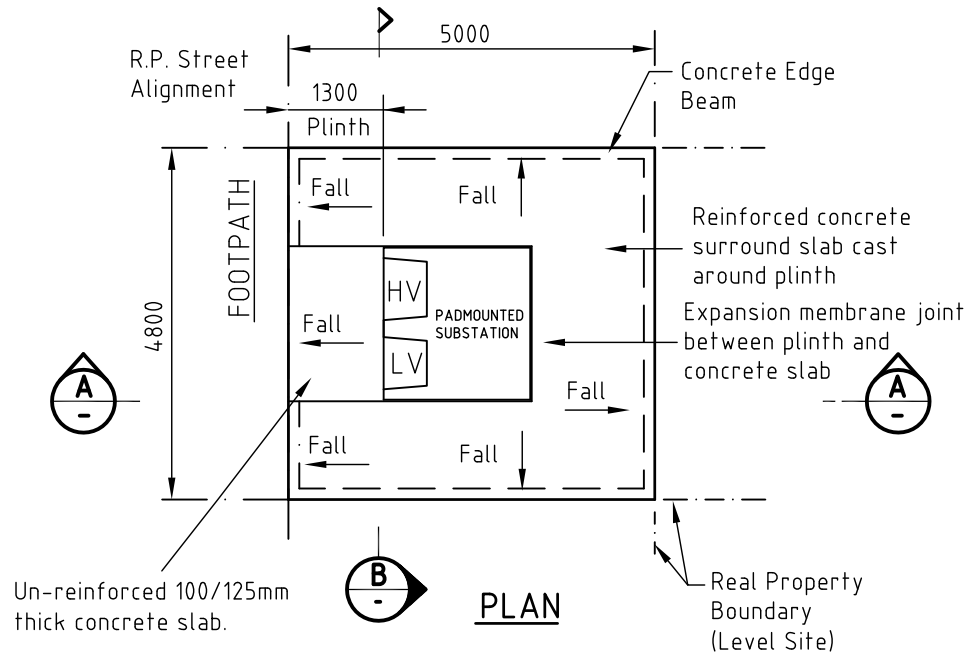 5000
R.P. Street
Alignment
1300
Plinth
Concrete Edge
Beam
FOOTPATH
4800
Fall
Fall
Reinforced concrete
surround slab cast
around plinth
HV
PADMOUNTED
SUBSTATION
LV
Fall
Expansion membrane joint
between plinth and
concrete slab
A
-
A
-
Fall
Fall
Fall
Un-reinforced 100/125mm
thick concrete slab.
B
-
PLAN
Real Property
Boundary
(Level Site)